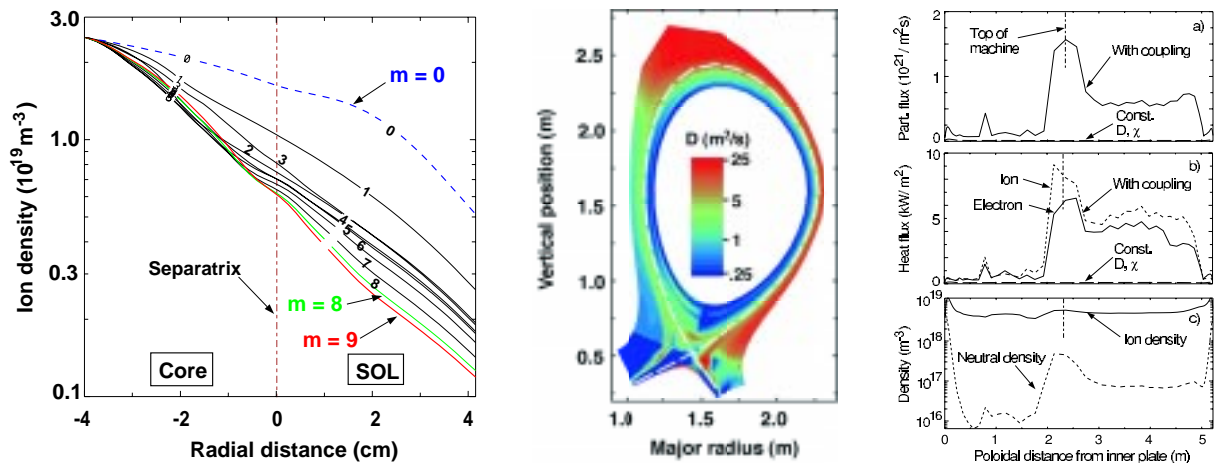 3.0
1.0
0.3
0.1
Ion density (10^19 m^-3)
0
1
2
3
0
1
4
5
6
7
8
m = 0
m = 8
m = 9
Separatrix
Core
SOL
-4
-2
0
2
4
Radial distance (cm)
Vertical position (m)
2.5
2.0
1.5
1.0
0.5
D (m²/s)
25
5
1
.25
1.0
1.5
2.0
Major radius (m)
a)
Part. flux (10^21/ m^2s)
2
1
0
Top of
machine
With coupling
Const.
D, χ
b)
Heat flux (kW/ m^2)
10
5
0
Ion
Electron
With coupling
Const.
D, χ
c)
Density (m^-3)
10^19
10^18
10^17
10^16
Ion density
Neutral density
0
1
2
3
4
5
Poloidal distance from inner plate (m)